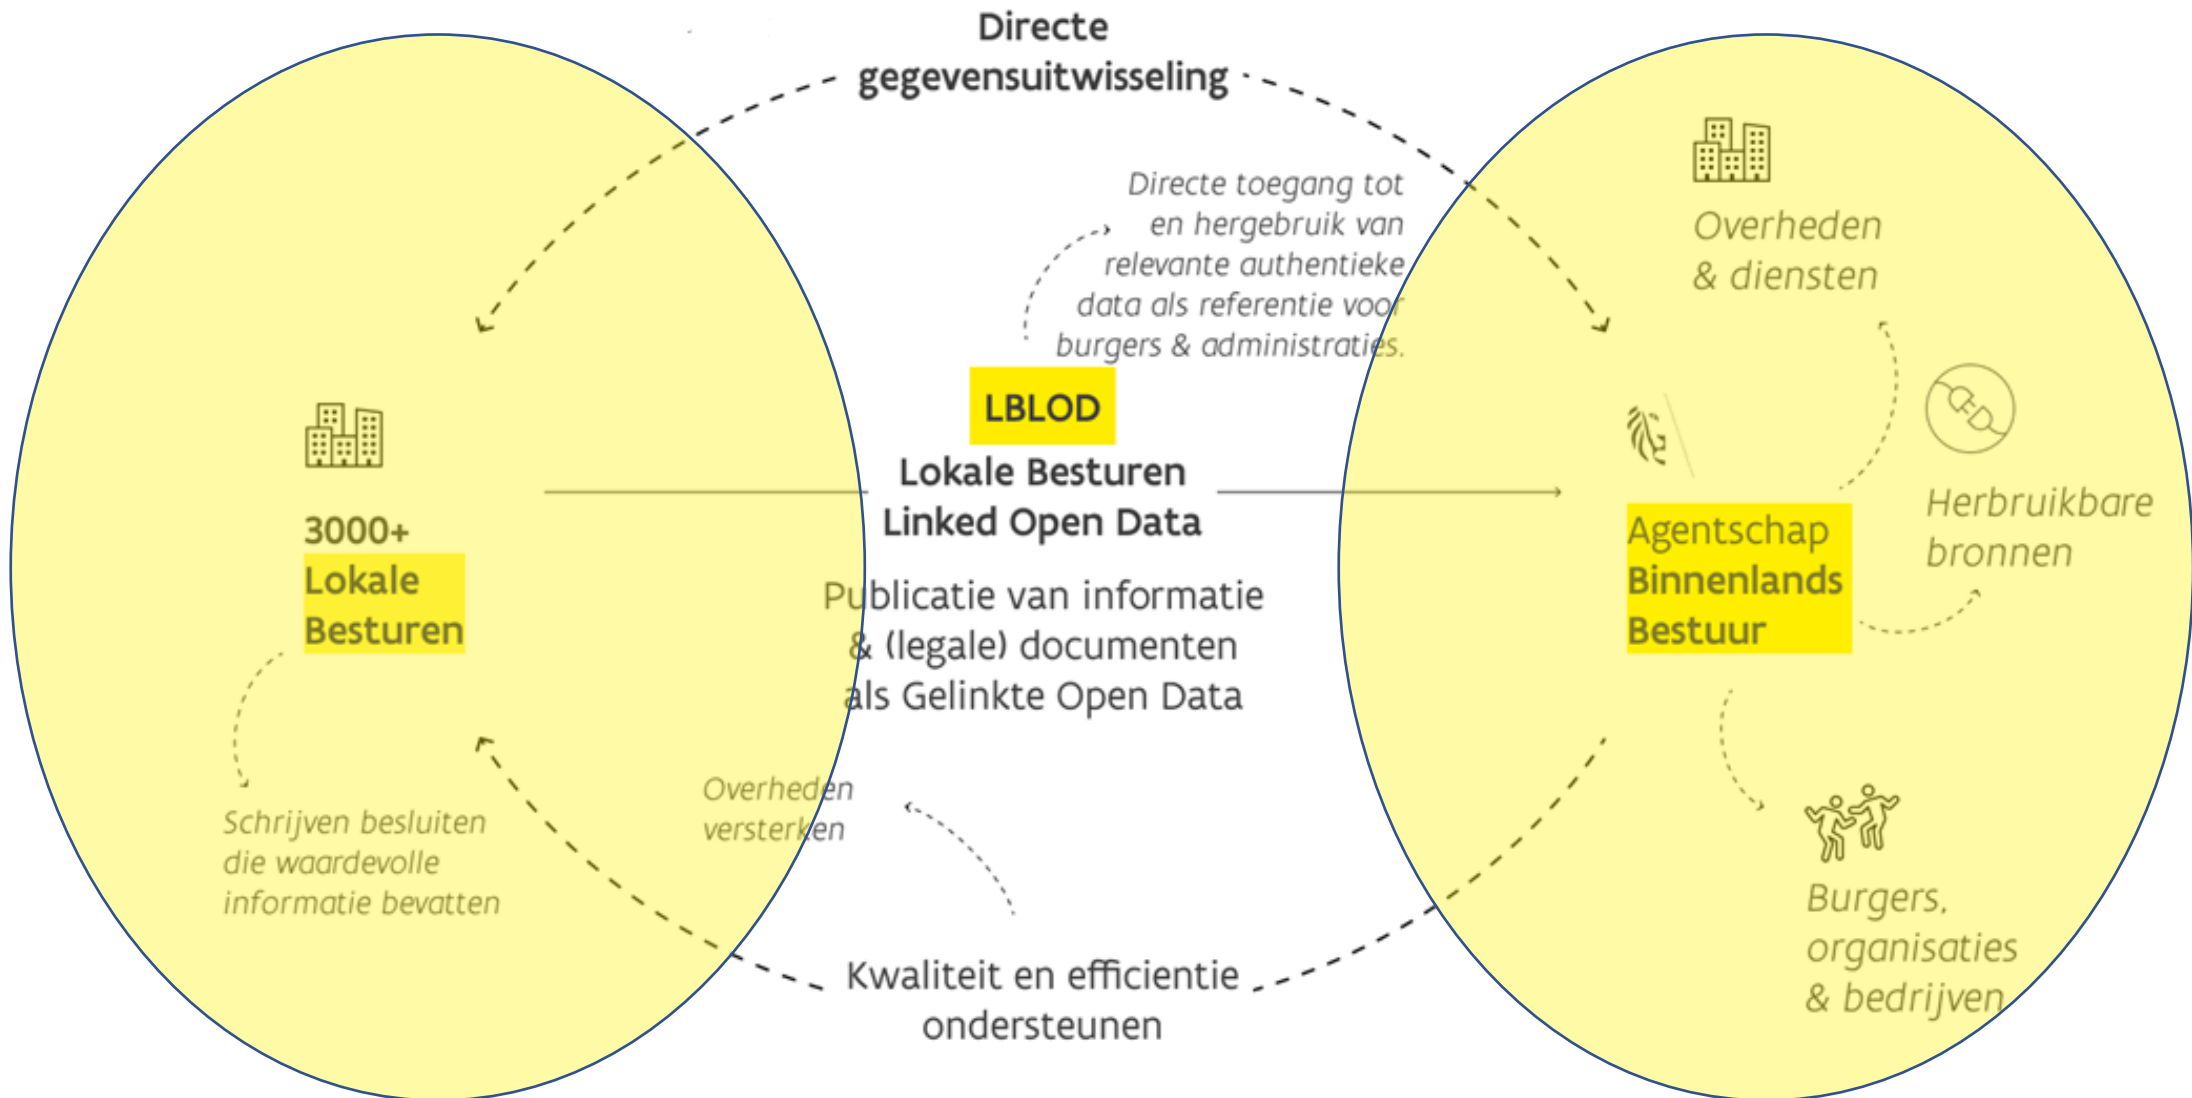 Directe
gegevensuitwisseling
Directe toegang tot
en hergebruik van
relevante authentieke
data als referentie voor
burgers & administraties.
LBLOD
Lokale Besturen
Linked Open Data
Publicatie van informatie
& (legale) documenten
als Gelinkte Open Data
3000+
Lokale
Besturen
Schrijven besluiten
die waardevolle
informatie bevatten
Overheden
versterken
Kwaliteit en efficientie
ondersteunen
Overheden
& diensten
Agentschap
Binnenlands
Bestuur
Herbruikbare
bronnen
Burgers,
organisaties
& bedrijven